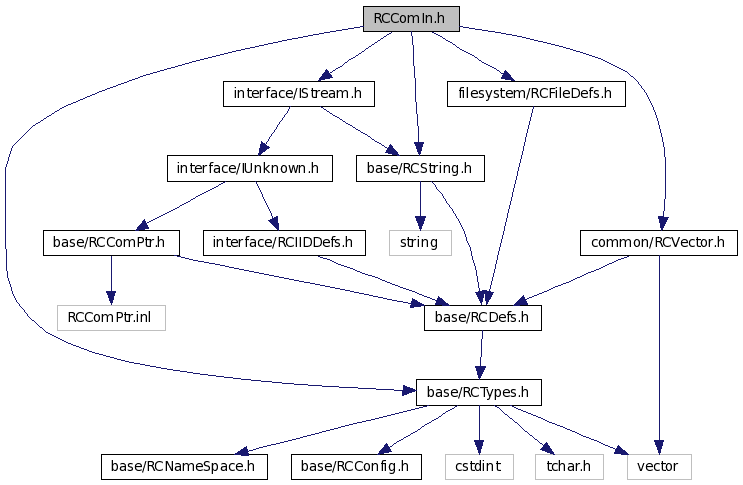 RCComIn.h
interface/IStream.h
filesystem/RCFileDefs.h
interface/IUnknown.h
base/RCString.h
base/RCComPtr.h
interface/RCIIDDefs.h
string
common/RCVector.h
RCComPtr.inl
base/RCDefs.h
base/RCTypes.h
base/RCNameSpace.h
base/RCConfig.h
cstdint
tchar.h
vector